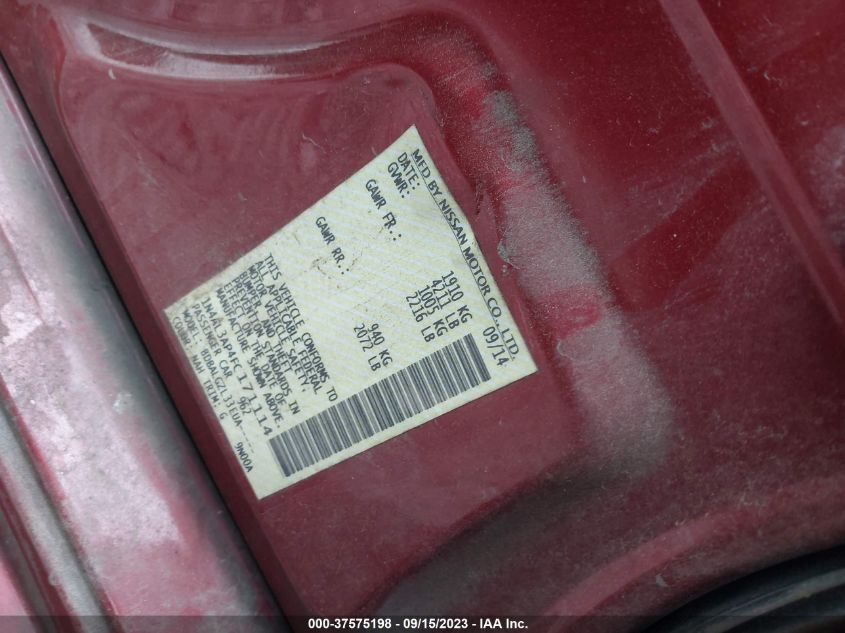 MFD BY NISSAN MOTOR CO., LTD.
DATE: 09/14
GVWR: 1910 KG
4211 LB
GAWR FR.: 1005 KG
2216 LB
GAWR RR.: 940 KG
2072 LB
THIS VEHICLE CONFORMS TO
ALL APPLICABLE FEDERAL
MOTOR VEHICLE SAFETY,
BUMPER, AND THEFT
PREVENTION STANDARDS IN
EFFECT ON THE DATE OF
MANUFACTURE SHOWN ABOVE.
1N4AL3AP4FC171114
PASSENGER CAR 962
MODEL:
COLOR: NAH TRIM: G 9N00A
000-37575198 - 09/15/2023 - IAA Inc.